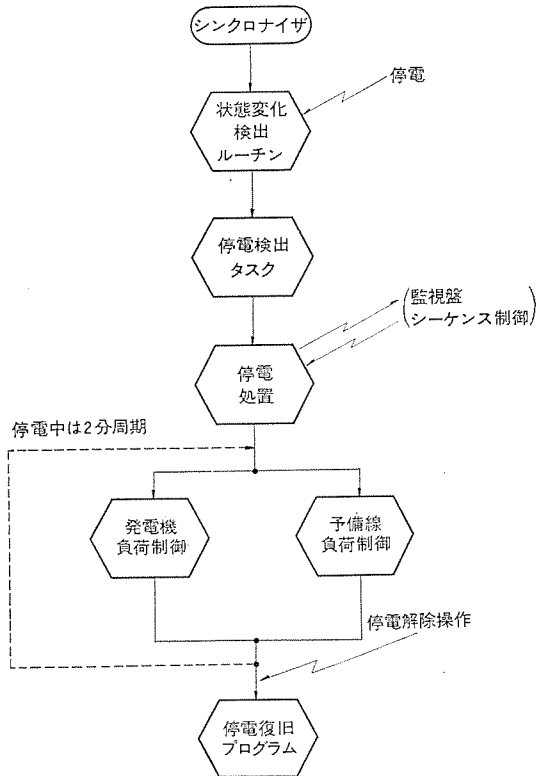 シンクロナイザ
停電
状態変化
検出
ルーチン
停電検出
タスク
(監視盤
シーケンス制御)
停電
処置
停電中は2分周期
発電機
負荷制御
予備線
負荷制御
停電解除操作
停電復旧
プログラム